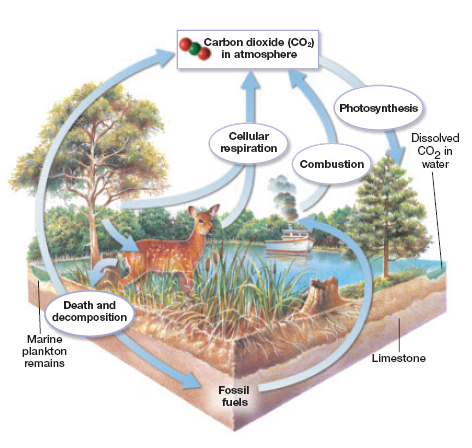 Carbon dioxide (CO₂)
in atmosphere
Photosynthesis
Cellular
respiration
Combustion
Dissolved
CO₂ in
water
Death and
decomposition
Marine
plankton
remains
Limestone
Fossil
fuels